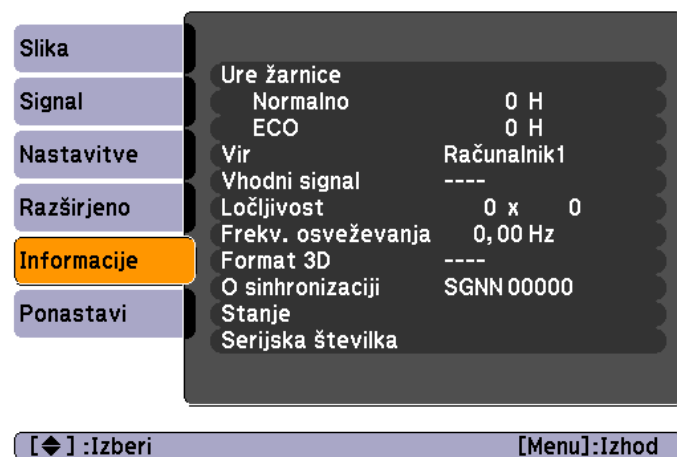 Slika
Signal
Nastavitve
Razširjeno
Informacije
Ponastavi
Ure žarnice
Normalno 0 H
ECO 0 H
Vir Računalnik1
Vhodni signal ----
Ločljivost 0 x 0
Frekv. osveževanja 0,00 Hz
Format 3D ----
O sinhronizaciji SGNN 00000
Stanje
Serijska številka
[◆] :Izberi [Menu]:Izhod